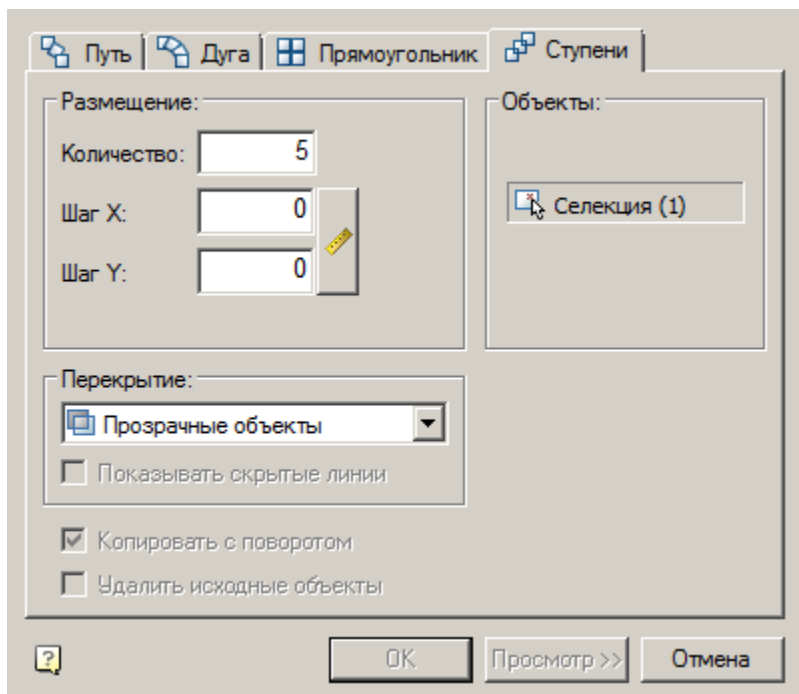 Путь Дуга Прямоугольник Ступени
Размещение:
Количество: 5
Шаг X: 0
Шаг Y: 0
Объекты:
Селекция (1)
Перекрытие:
Прозрачные объекты
Показывать скрытые линии
Копировать с поворотом
Удалить исходные объекты
? OK Просмотр >> Отмена